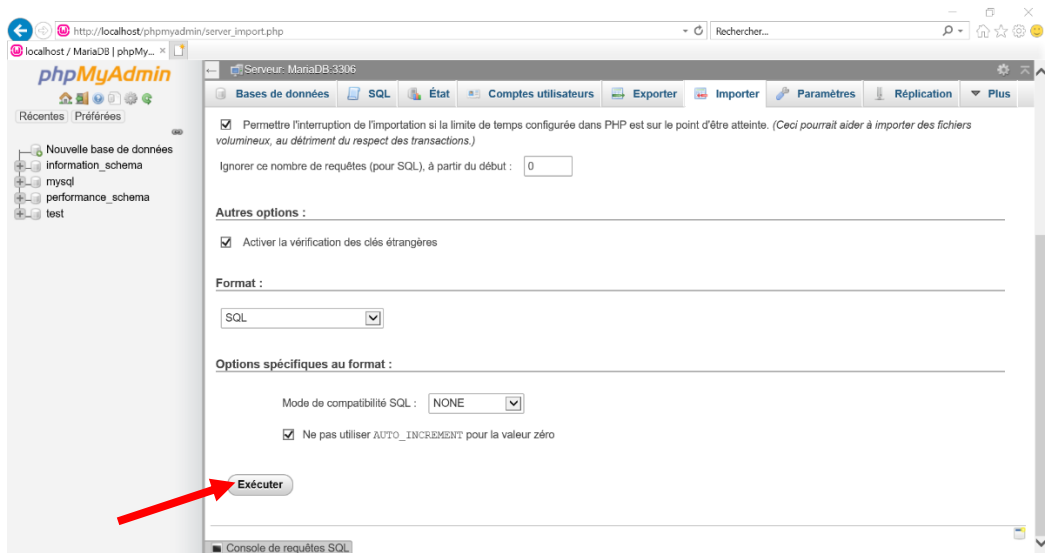 http://localhost/phpmyadmin/server_import.php
Rechercher...
localhost / MariaDB | phpMy...
phpMyAdmin
Récentes Préférées
Nouvelle base de données
information_schema
mysql
performance_schema
test
Serveur: MariaDB:3306
Bases de données SQL État Comptes utilisateurs Exporter Importer Paramètres Réplication Plus
Permettre l'interruption de l'importation si la limite de temps configurée dans PHP est sur le point d'être atteinte. (Ceci pourrait aider à importer des fichiers
volumineux, au détriment du respect des transactions.)
Ignorer ce nombre de requêtes (pour SQL), à partir du début : 0
Autres options :
Activer la vérification des clés étrangères
Format :
SQL
Options spécifiques au format :
Mode de compatibilité SQL : NONE
Ne pas utiliser AUTO_INCREMENT pour la valeur zéro
Exécuter
Console de requêtes SQL